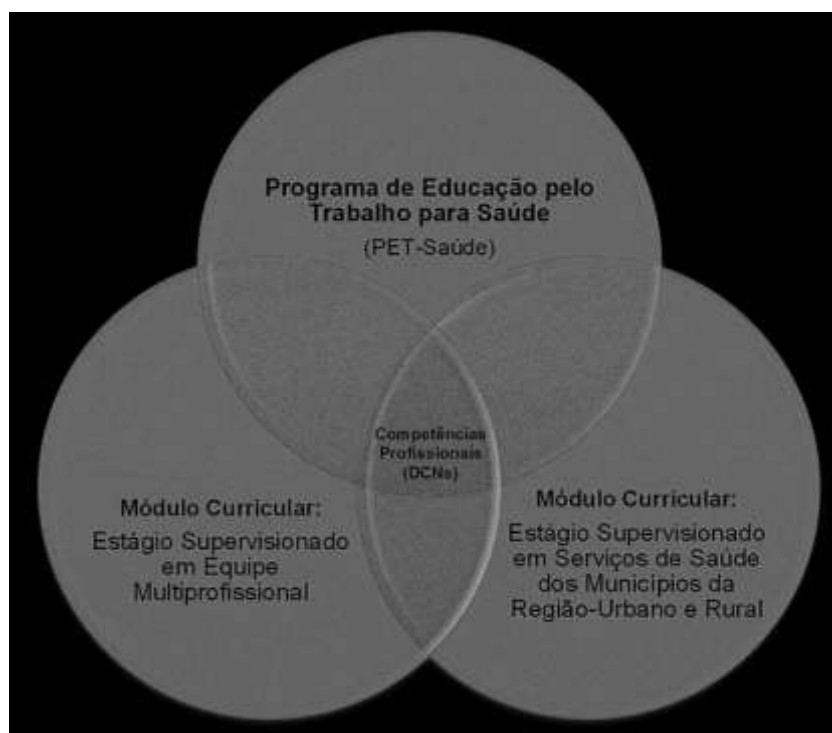 Programa de Educação pelo
Trabalho para Saúde
(PET-Saúde)
Competências
Profissionais
(DCNs)
Módulo Curricular:
Estágio Supervisionado
em Equipe
Multiprofissional
Módulo Curricular:
Estágio Supervisionado
em Serviços de Saúde
dos Municípios da
Região-Urbano e Rural